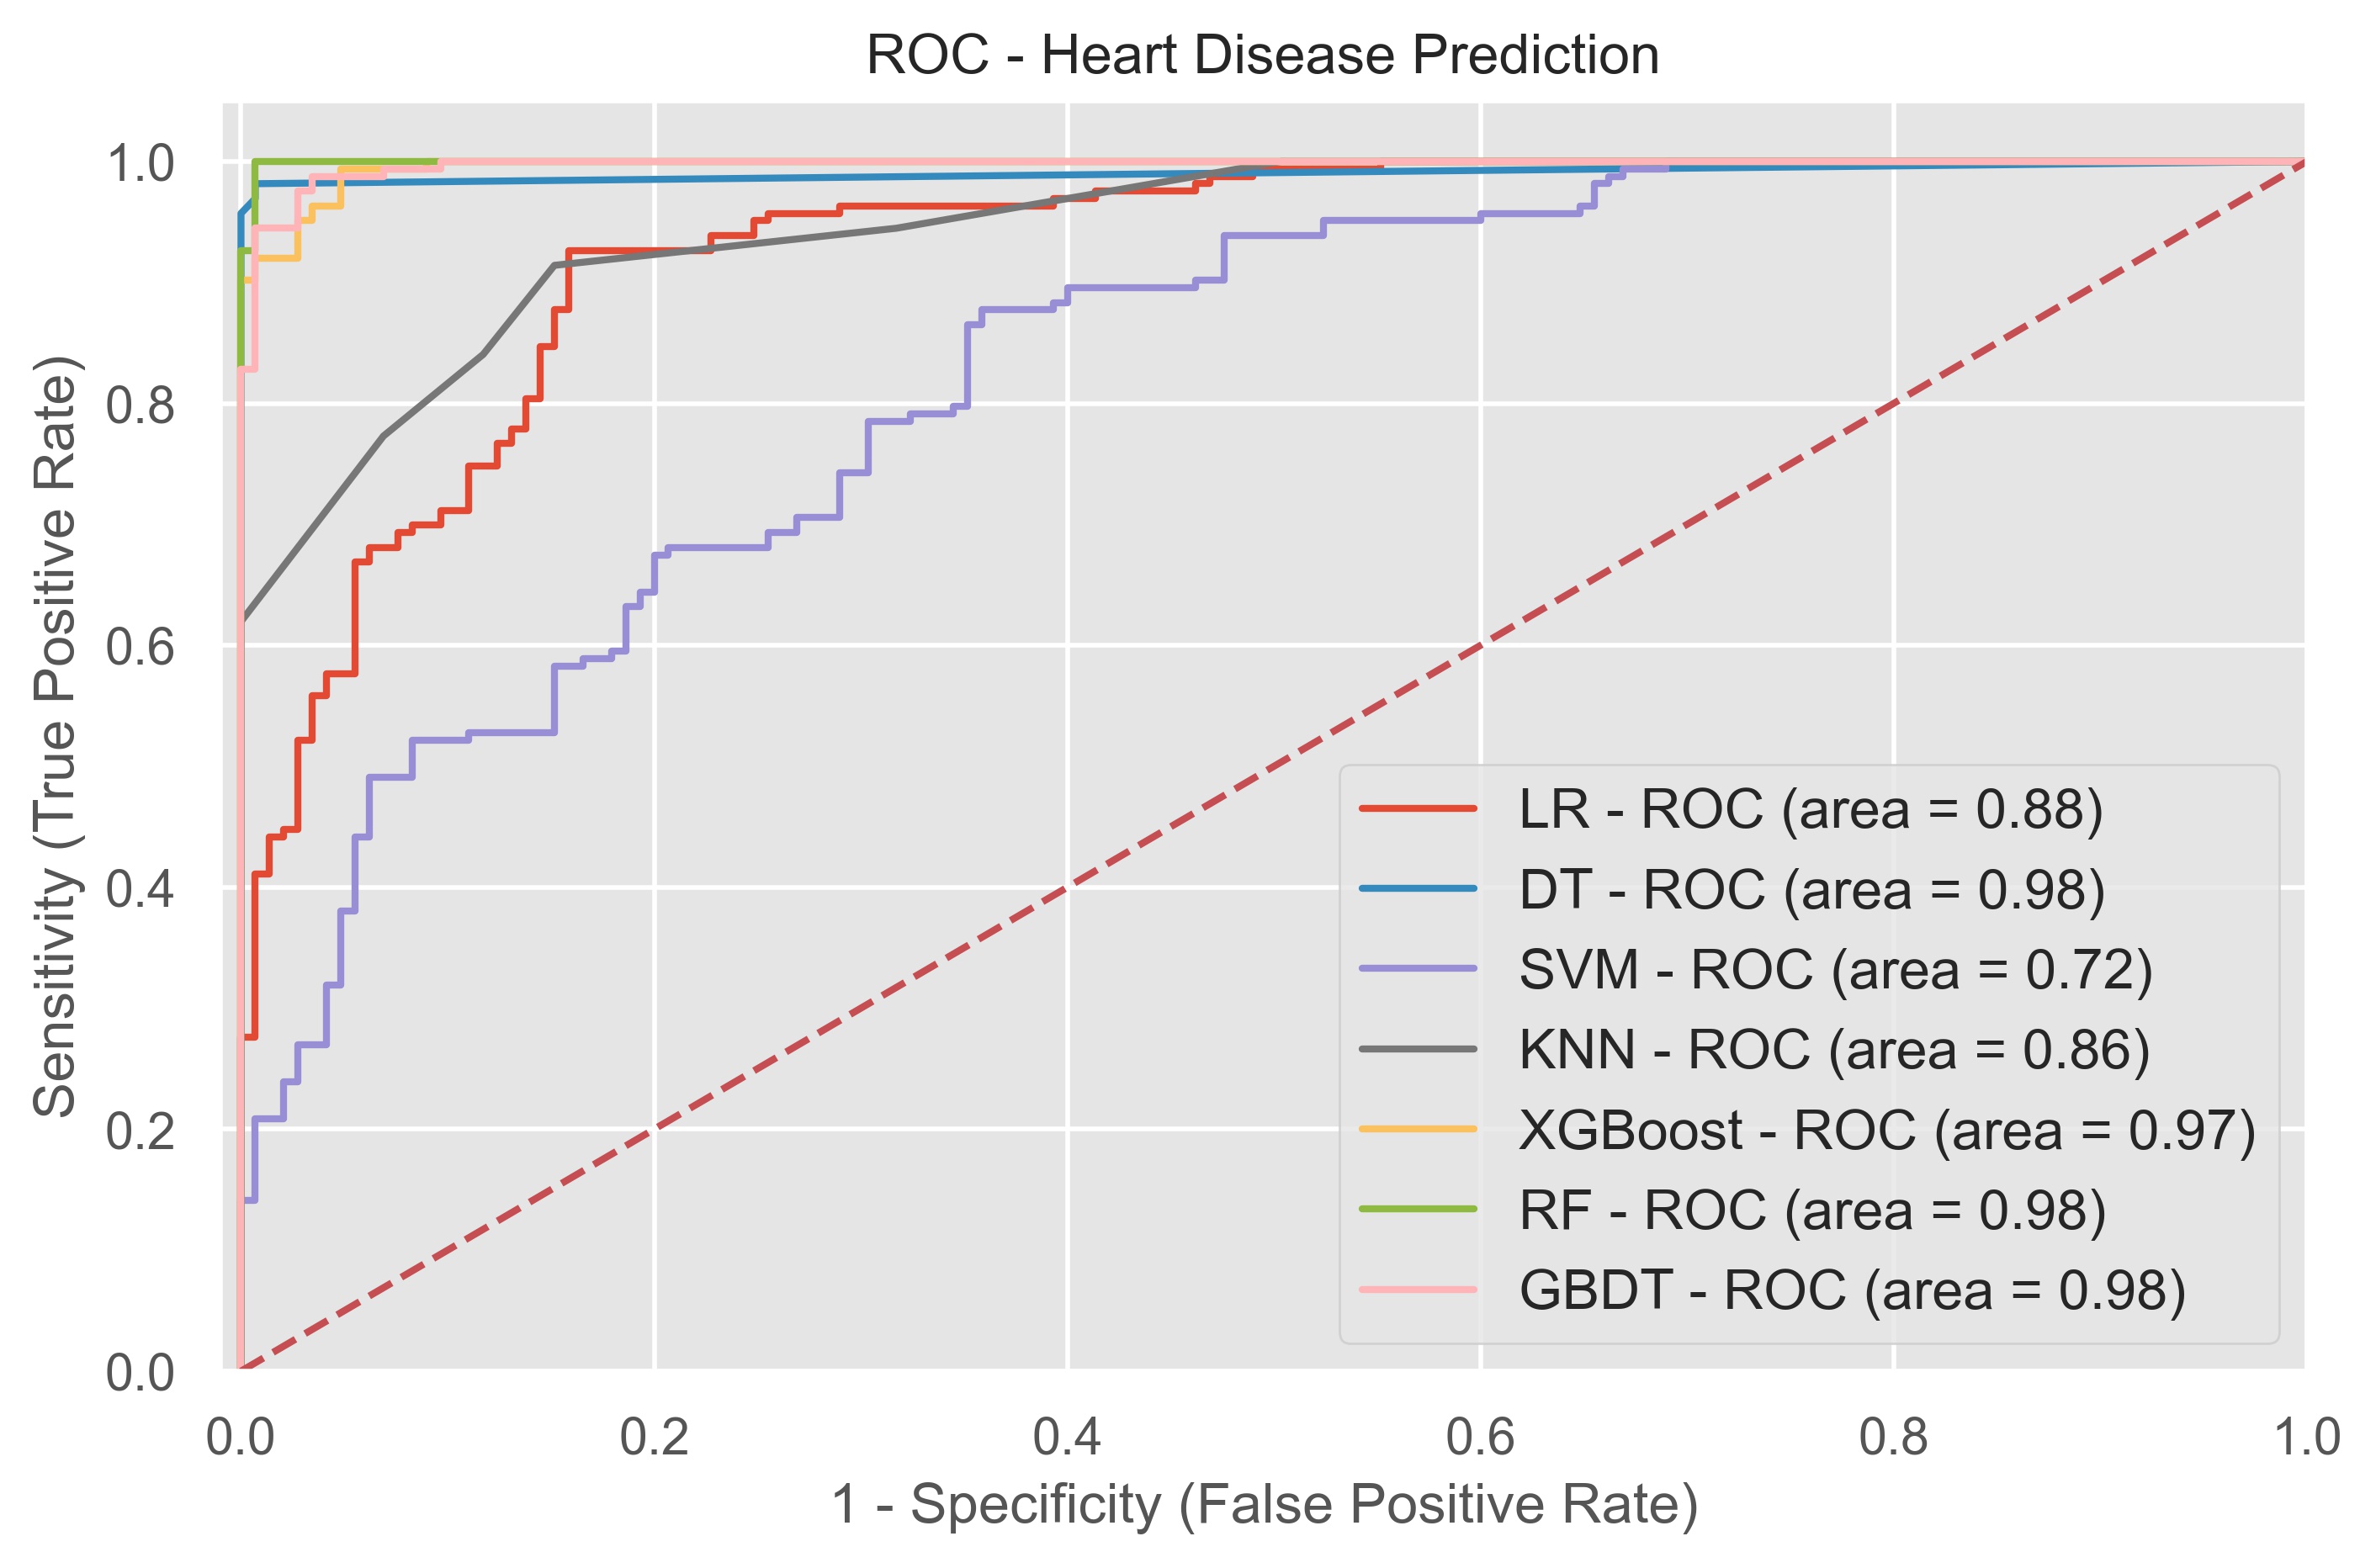 ROC - Heart Disease Prediction
Sensitivity (True Positive Rate)
1.0
0.8
0.6
0.4
0.2
0.0
LR - ROC (area = 0.88)
DT - ROC (area = 0.98)
SVM - ROC (area = 0.72)
KNN - ROC (area = 0.86)
XGBoost - ROC (area = 0.97)
RF - ROC (area = 0.98)
GBDT - ROC (area = 0.98)
0.0 0.2 0.4 0.6 0.8 1.0
1 - Specificity (False Positive Rate)